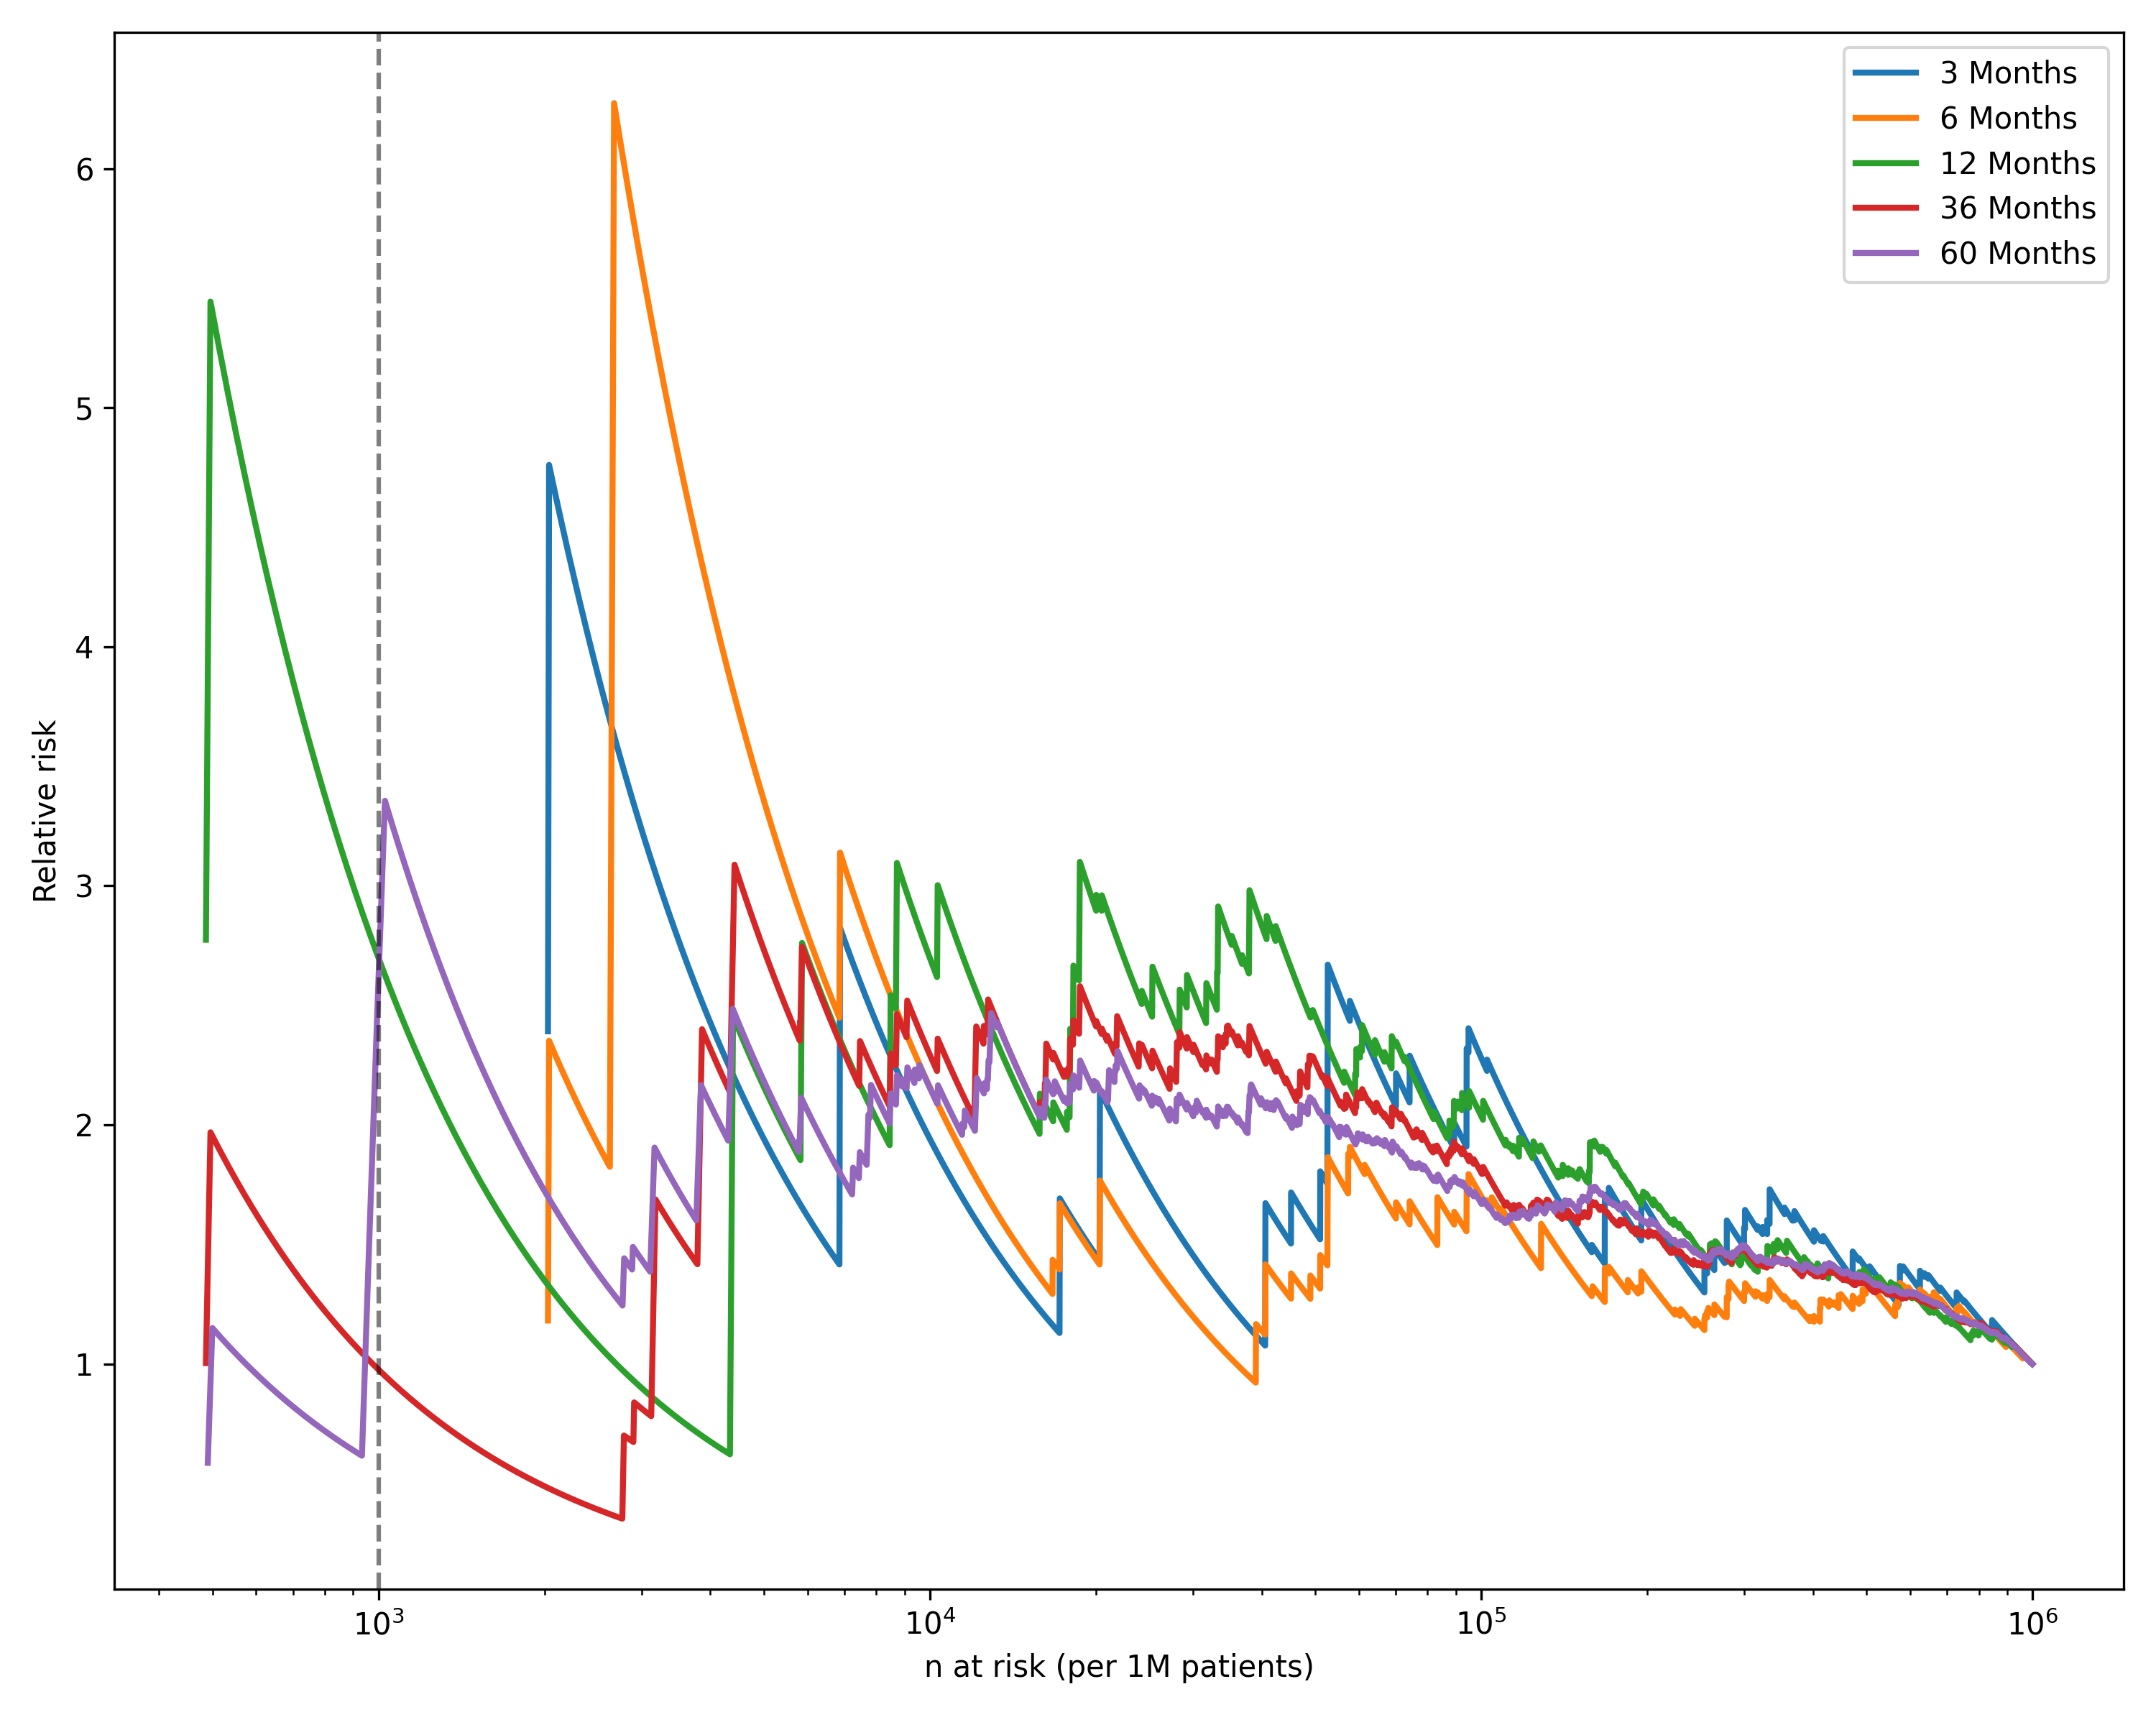 3 Months
6 Months
12 Months
36 Months
60 Months
6
5
4
3
2
1
Relative risk
10³
10⁴
10⁵
10⁶
n at risk (per 1M patients)